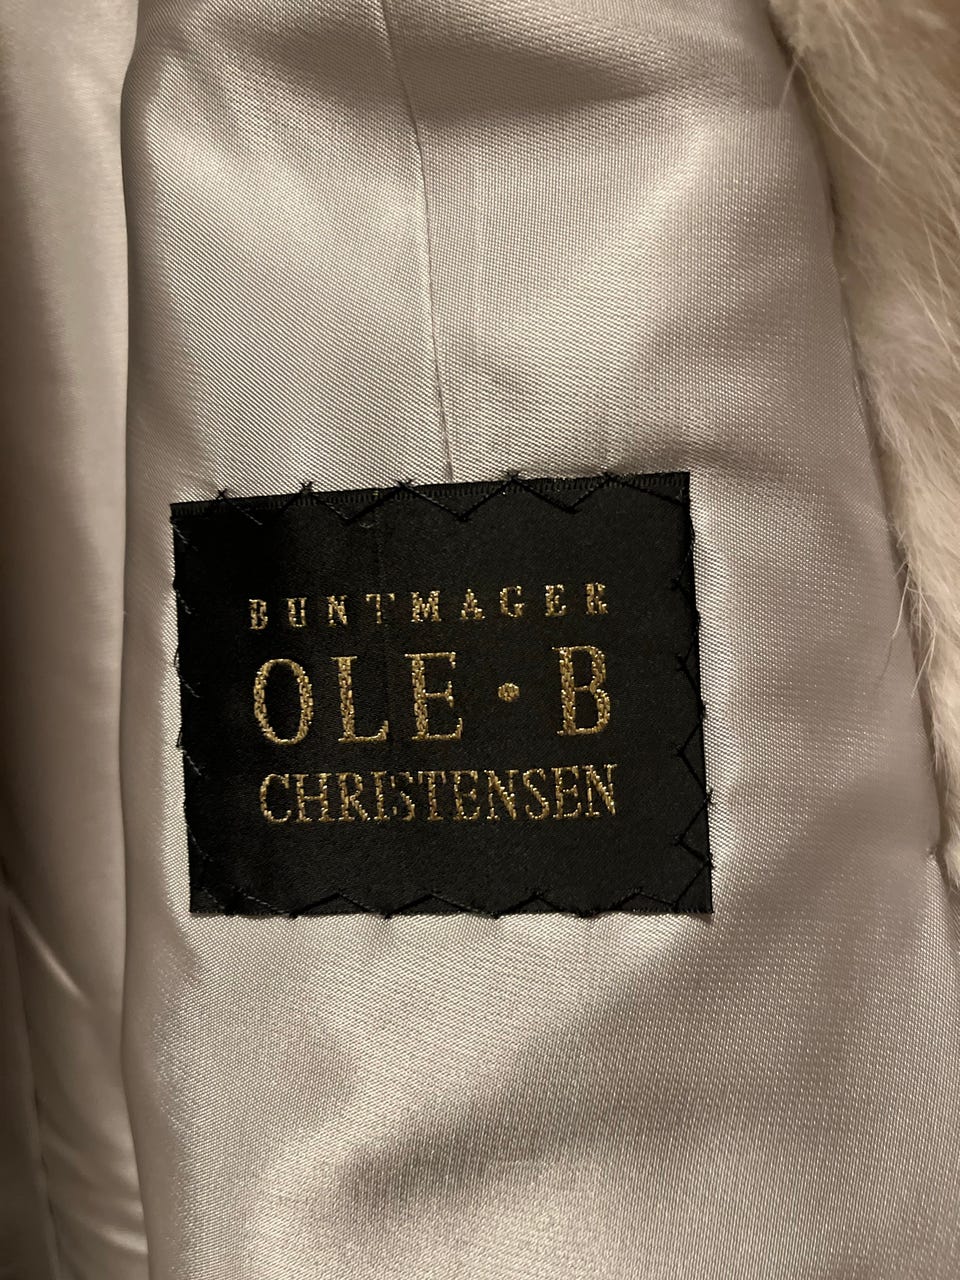 BUNTMAGER
OLE · B
CHRISTENSEN